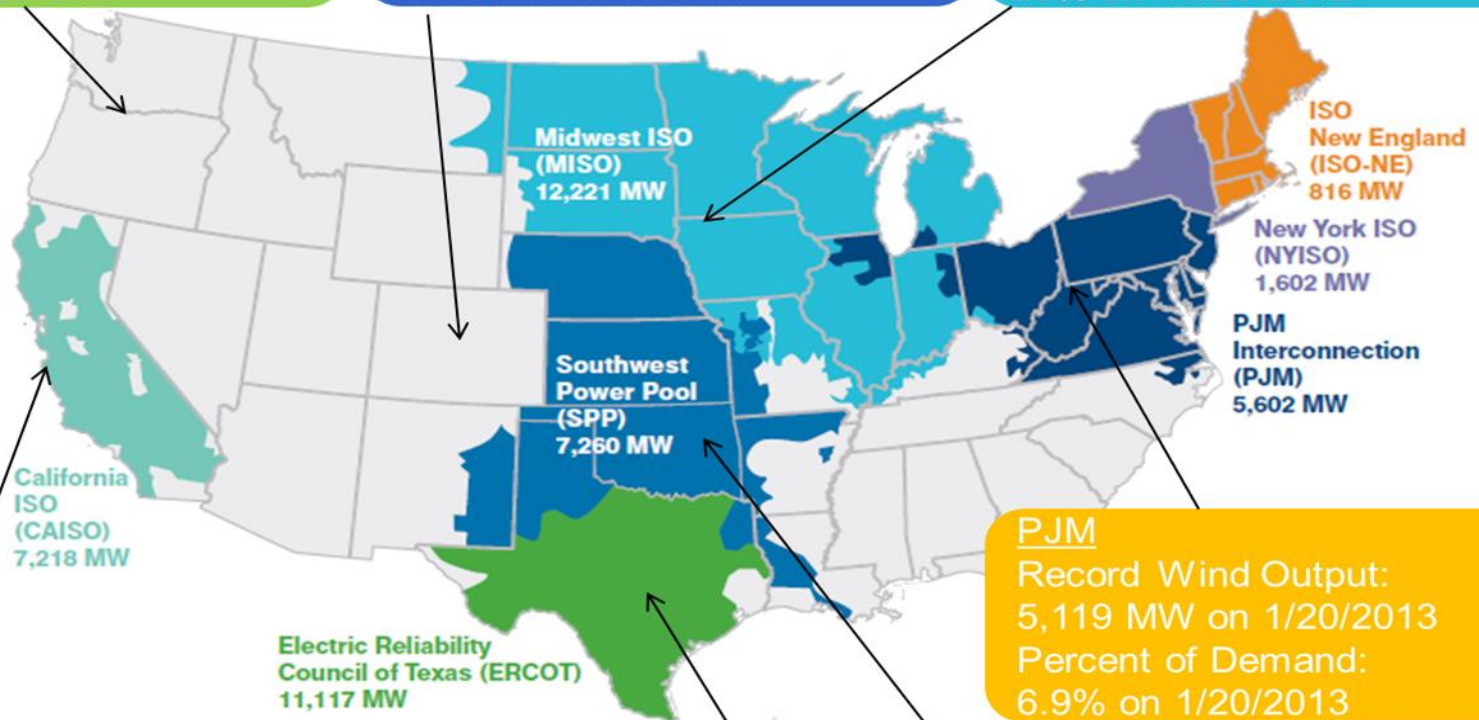 Midwest ISO
(MISO)
12,221 MW
ISO
New England
(ISO-NE)
816 MW
New York ISO
(NYISO)
1,602 MW
PJM
Interconnection
(PJM)
5,602 MW
Southwest
Power Pool
(SPP)
7,260 MW
California
ISO
(CAISO)
7,218 MW
Electric Reliability
Council of Texas (ERCOT)
11,117 MW
PJM
Record Wind Output:
5,119 MW on 1/20/2013
Percent of Demand:
6.9% on 1/20/2013